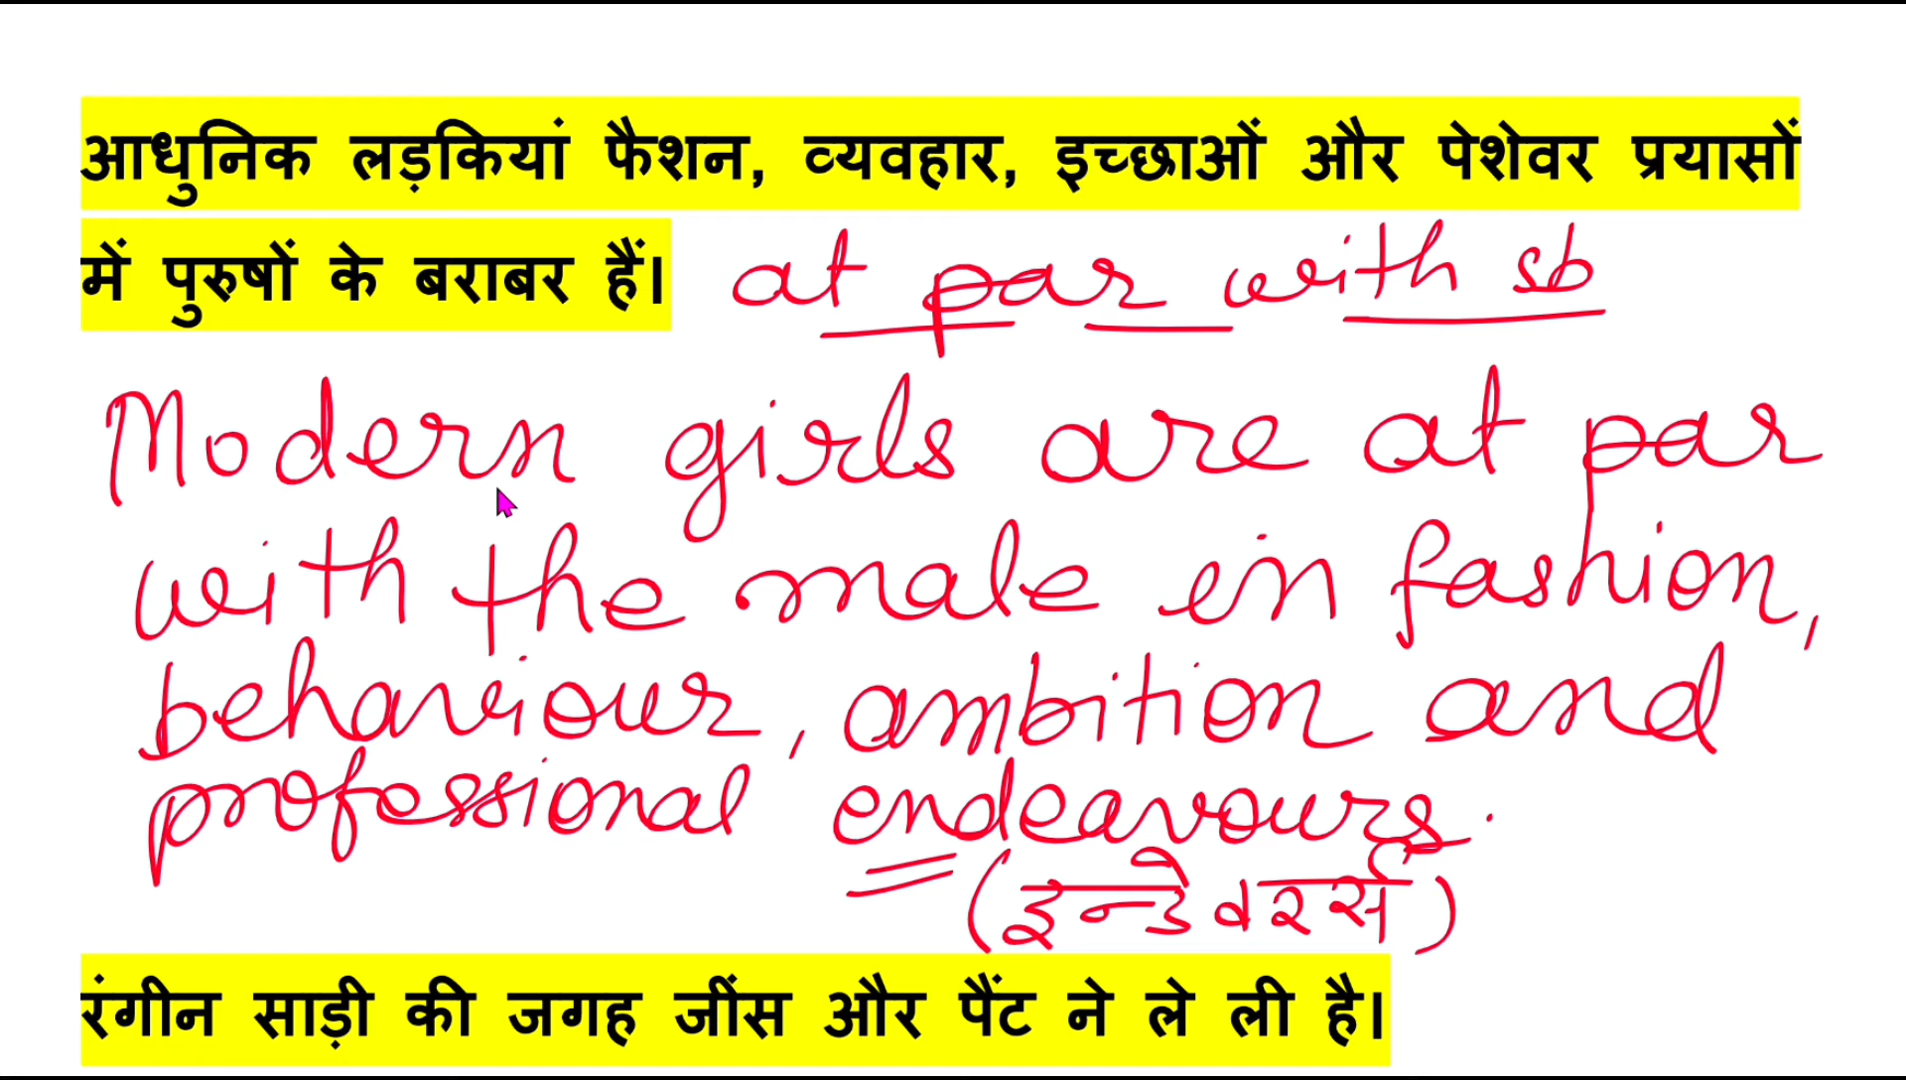 आधुनिक लड़कियां फैशन, व्यवहार, इच्छाओं और पेशेवर प्रयासों
में पुरुषों के बराबर हैं। at par with sb
Modern girls are at par
with the male in fashion,
behaviour, ambition and
professional endeavours.
(इन्डेवरर्स)
रंगीन साड़ी की जगह जींस और पैंट ने ले ली है।